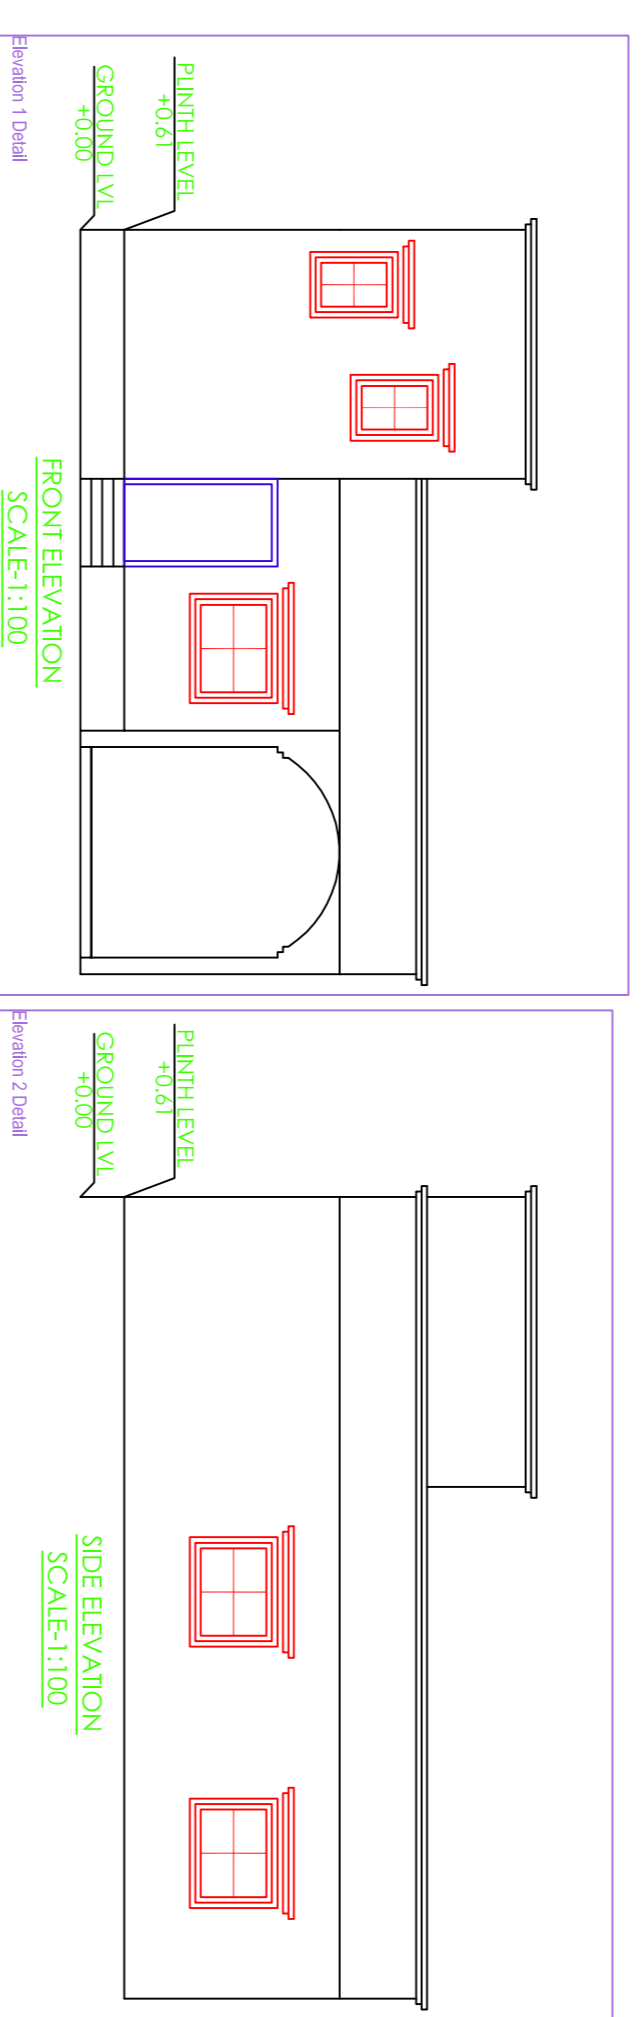 PLINTH LEVEL
+0.61
GROUND LVL
+0.00
FRONT ELEVATION
SCALE-1:100
Elevation 1 Detail
PLINTH LEVEL
+0.61
GROUND LVL
+0.00
SIDE ELEVATION
SCALE-1:100
Elevation 2 Detail